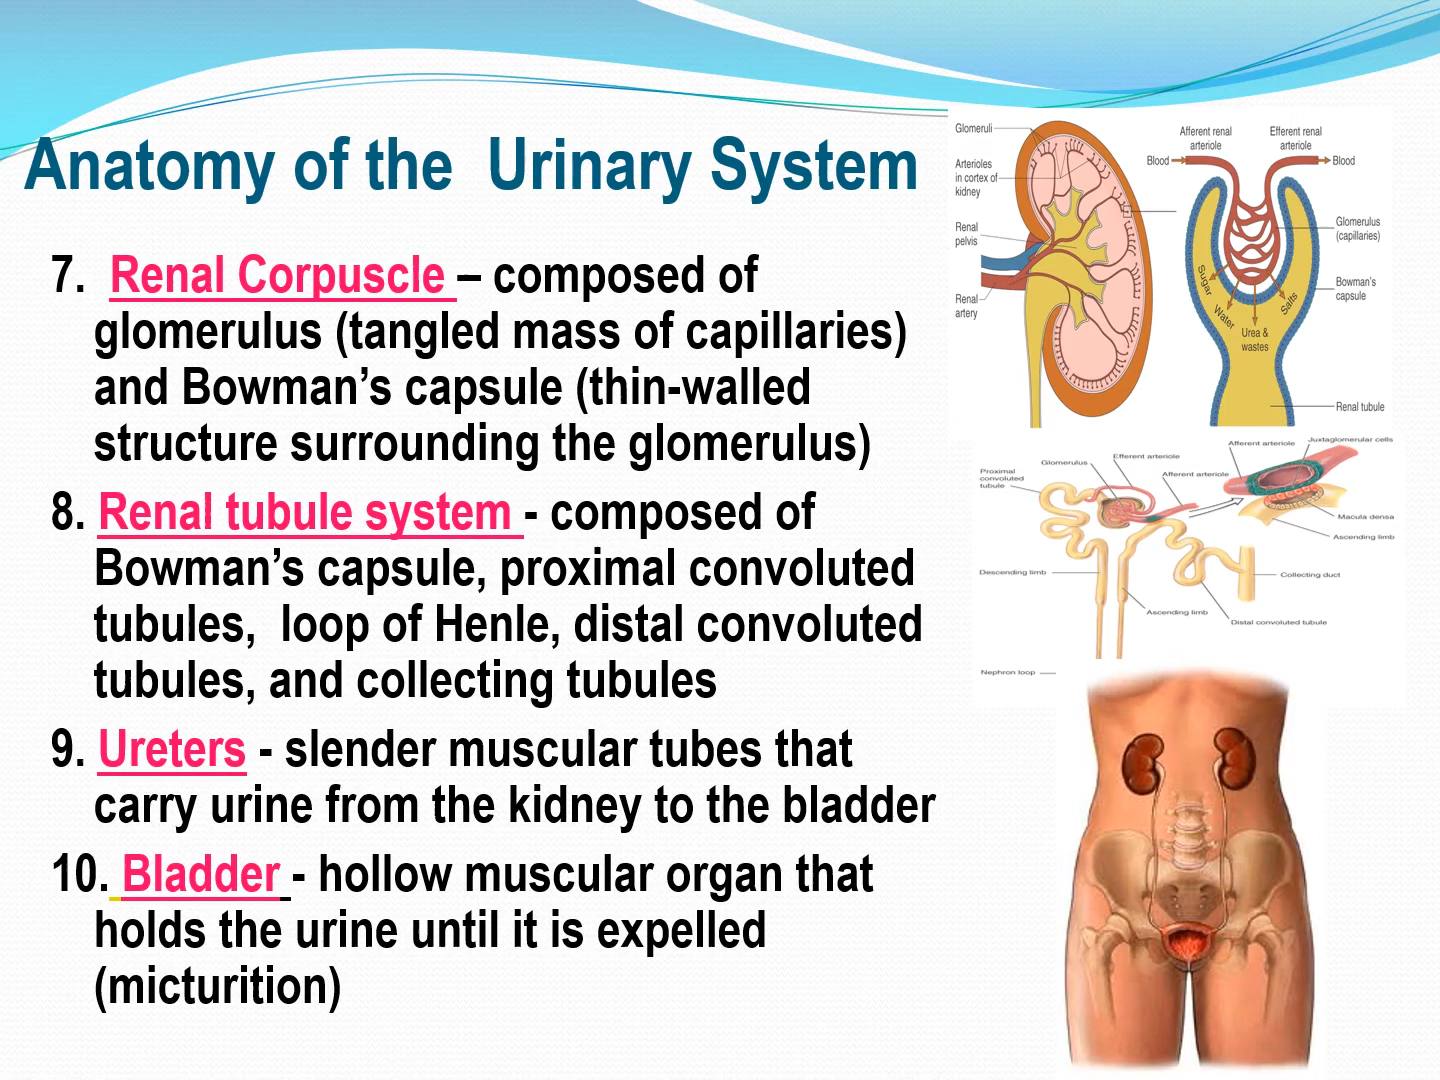 Anatomy of the Urinary System
7. Renal Corpuscle – composed of
glomerulus (tangled mass of capillaries)
and Bowman’s capsule (thin-walled
structure surrounding the glomerulus)
8. Renal tubule system - composed of
Bowman’s capsule, proximal convoluted
tubules, loop of Henle, distal convoluted
tubules, and collecting tubules
9. Ureters - slender muscular tubes that
carry urine from the kidney to the bladder
10. Bladder - hollow muscular organ that
holds the urine until it is expelled
(micturition)
Glomeruli
Arterioles
in cortex of
kidney
Renal
pelvis
Renal
artery
Afferent renal
arteriole
Efferent renal
arteriole
Blood
Blood
Glomerulus
(capillaries)
Bowman’s
capsule
Sugar
Water
Urea &
wastes
Salts
Renal tubule
Proximal
convoluted
tubule
Glomerulus
Efferent arteriole
Afferent arteriole
Afferent arteriole
Juxtaglomerular cells
Macula densa
Ascending limb
Descending limb
Collecting duct
Ascending limb
Distal convoluted tubule
Nephron loop